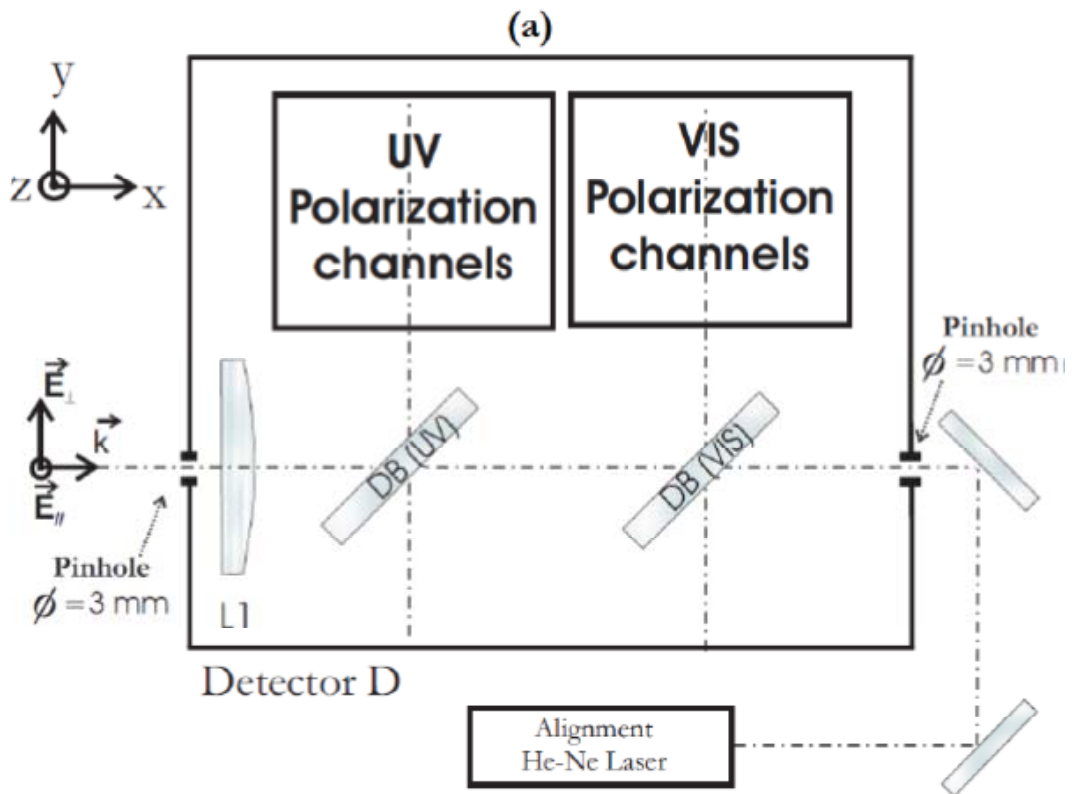 (a)
y
z
x
UV
Polarization
channels
VIS
Polarization
channels
Pinhole
ϕ = 3 mm
E⊥
k
E//
DB (UV)
DB (VIS)
Pinhole
ϕ = 3 mm
L1
Detector D
Alignment
He-Ne Laser